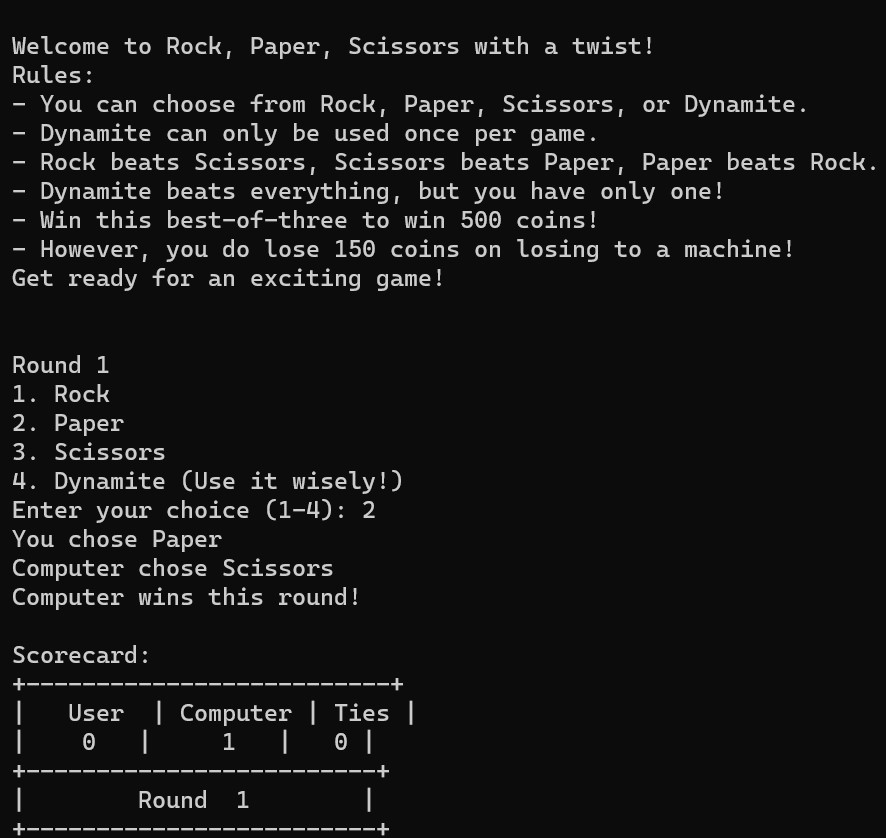 Welcome to Rock, Paper, Scissors with a twist!
Rules:
- You can choose from Rock, Paper, Scissors, or Dynamite.
- Dynamite can only be used once per game.
- Rock beats Scissors, Scissors beats Paper, Paper beats Rock.
- Dynamite beats everything, but you have only one!
- Win this best-of-three to win 500 coins!
- However, you do lose 150 coins on losing to a machine!
Get ready for an exciting game!
Round 1
1. Rock
2. Paper
3. Scissors
4. Dynamite (Use it wisely!)
Enter your choice (1-4): 2
You chose Paper
Computer chose Scissors
Computer wins this round!
Scorecard:
+--------------------------+
|   User  | Computer | Ties |
|    0   |     1   |   0 |
+-------------------------+
|        Round  1        |
+-------------------------+